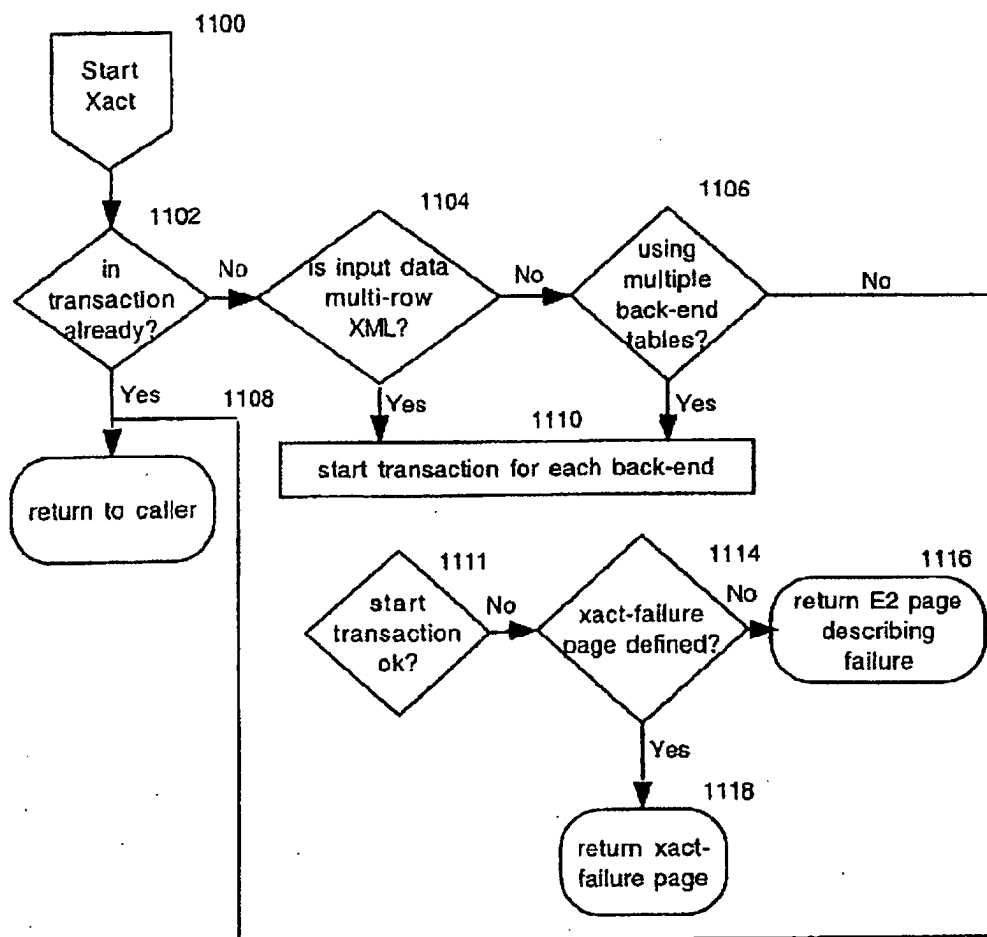 1100
Start
Xact
1102
in
transaction
already?
No
1104
is input data
multi-row
XML?
No
1106
using
multiple
back-end
tables?
No
Yes
1108
return to caller
Yes
1110
Yes
start transaction for each back-end
1111
start
transaction
ok?
No
1114
xact-failure
page defined?
No
1116
return E2 page
describing
failure
Yes
1118
return xact-
failure page